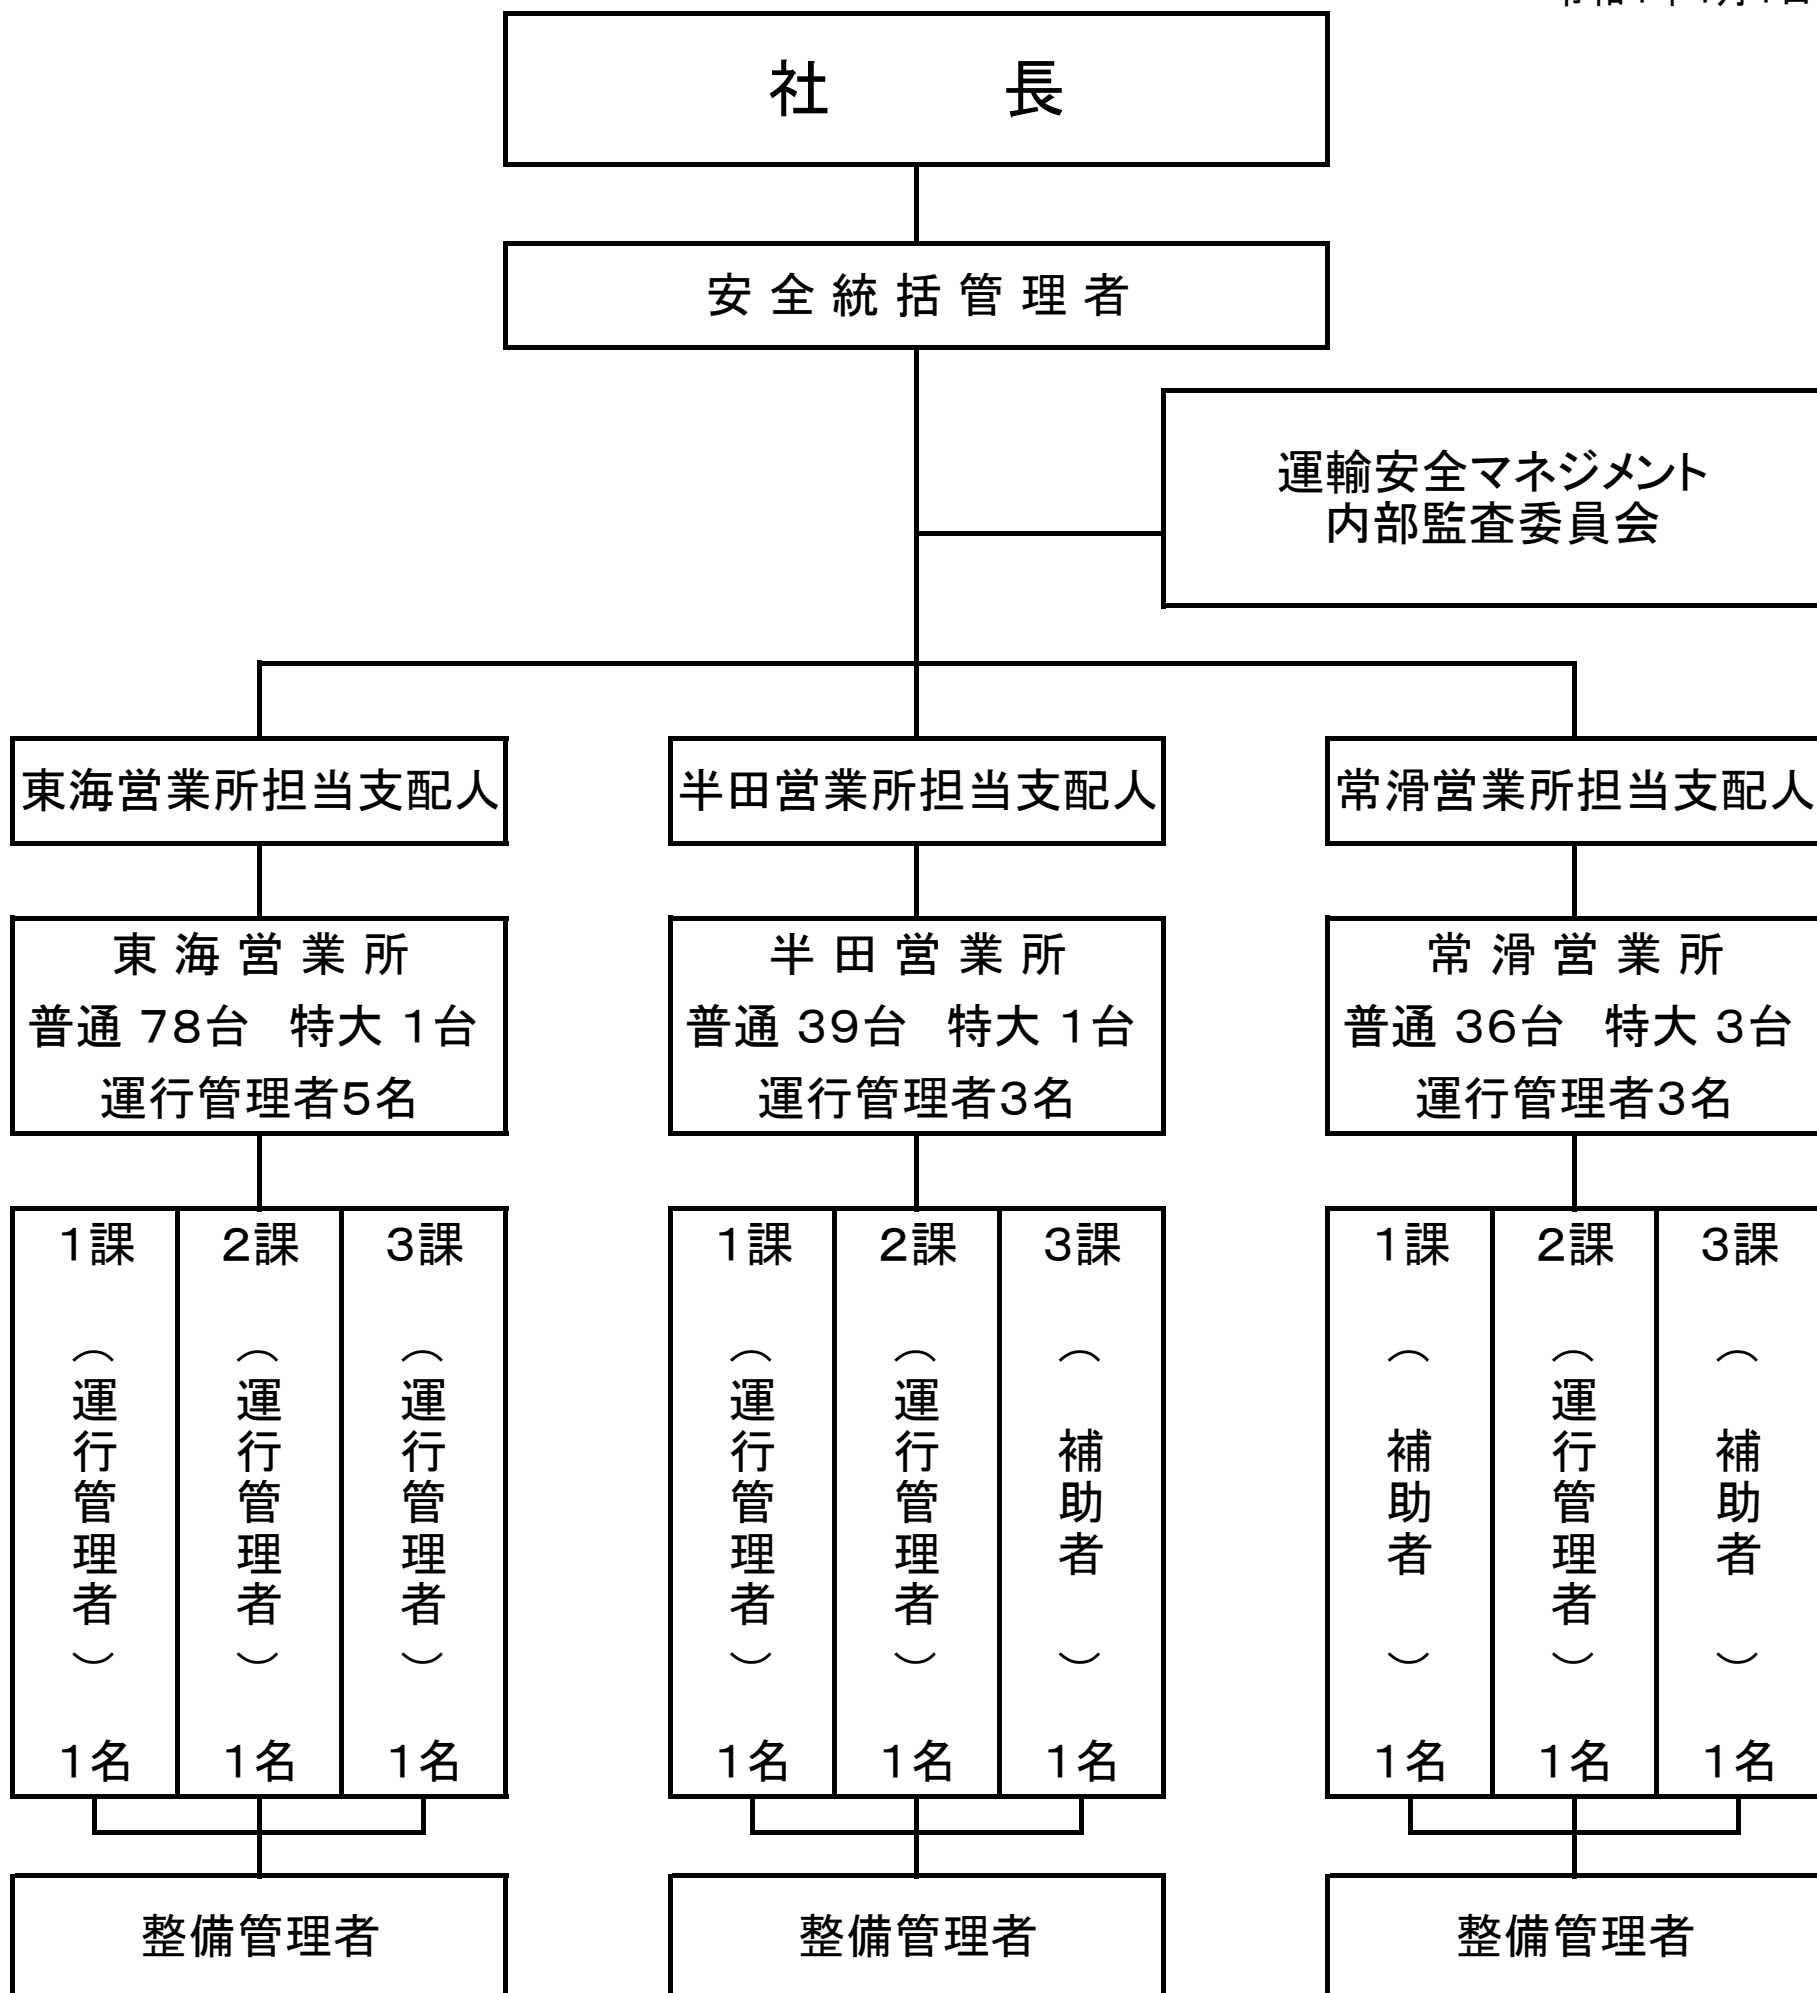 社 長
安全統括管理者
運輸安全マネジメント
内部監査委員会
東海営業所担当支配人
半田営業所担当支配人
常滑営業所担当支配人
東海営業所
普通 78台 特大 1台
運行管理者5名
半田営業所
普通 39台 特大 1台
運行管理者3名
常滑営業所
普通 36台 特大 3台
運行管理者3名
1課
(運行管理者)
1名
2課
(運行管理者)
1名
3課
(運行管理者)
1名
1課
(運行管理者)
1名
2課
(運行管理者)
1名
3課
(補助者)
1名
1課
(補助者)
1名
2課
(運行管理者)
1名
3課
(補助者)
1名
整備管理者
整備管理者
整備管理者